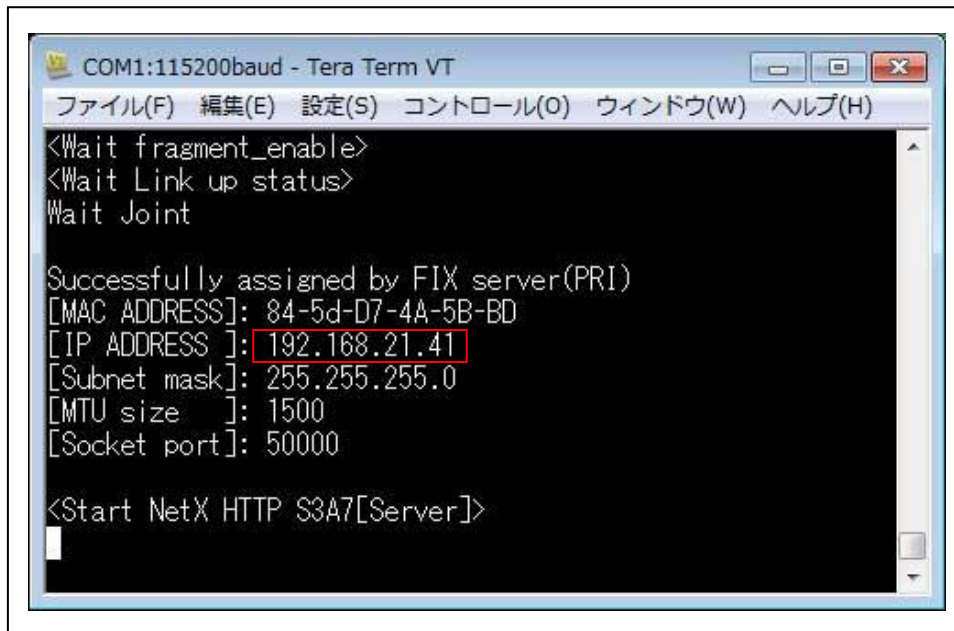 COM1:115200baud - Tera Term VT
ファイル(F) 編集(E) 設定(S) コントロール(O) ウィンドウ(W) ヘルプ(H)
<Wait fragment_enable>
<Wait Link up status>
Wait Joint
Successfully assigned by FIX server(PRI)
[MAC ADDRESS]: 84-5d-D7-4A-5B-BD
[IP ADDRESS ]: 192.168.21.41
[Subnet mask]: 255.255.255.0
[MTU size   ]: 1500
[Socket port]: 50000
<Start NetX HTTP S3A7[Server]>